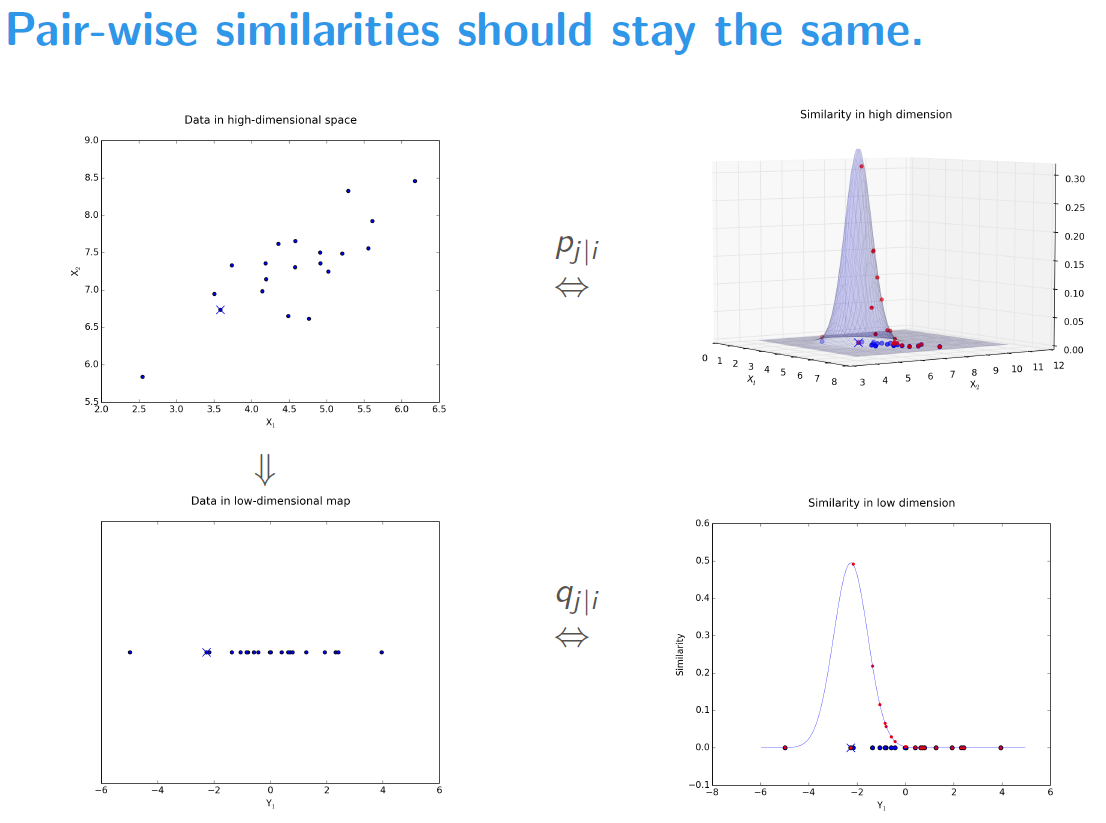 Pair-wise similarities should stay the same.
Data in high-dimensional space
9.0
8.5
8.0
7.5
7.0
6.5
6.0
5.5
X₂
2.0 2.5 3.0 3.5 4.0 4.5 5.0 5.5 6.0 6.5
X₁
p_{j|i}
⇔
Similarity in high dimension
0.30
0.25
0.20
0.15
0.10
0.05
0.00
0 1 2 3 4 5 6 7 8
X₁
3 4 5 6 7 8 9 10 11 12
X₂
⇓
Data in low-dimensional map
−6 −4 −2 0 2 4 6
Y₁
q_{j|i}
⇔
Similarity in low dimension
0.6
0.5
0.4
0.3
0.2
0.1
0.0
−0.1
Similarity
−8 −6 −4 −2 0 2 4 6
Y₁